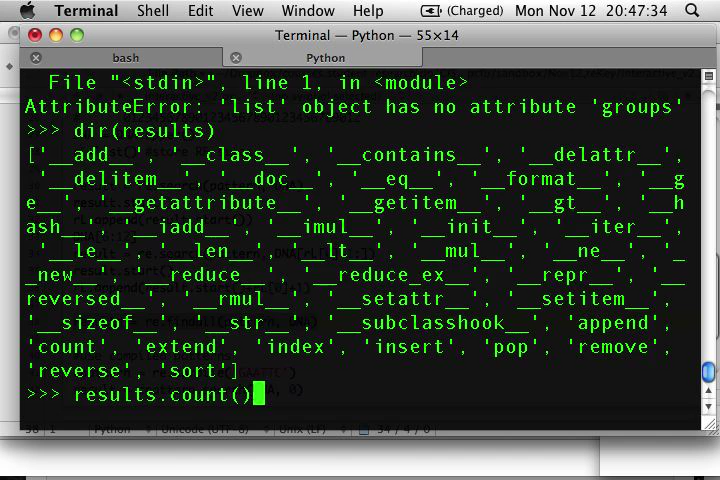 Terminal Shell Edit View Window Help (Charged) Mon Nov 12 20:47:34
Terminal — Python — 55×14
bash Python
File "<stdin>", line 1, in <module>
AttributeError: 'list' object has no attribute 'groups'
>>> dir(results)
['__add__', '__class__', '__contains__', '__delattr__',
'__delitem__', '__doc__', '__eq__', '__format__', '__g
e__', '__getattribute__', '__getitem__', '__gt__', '__h
ash__', '__iadd__', '__imul__', '__init__', '__iter__',
'__le__', '__len__', '__lt__', '__mul__', '__ne__', '_
_new__', '__reduce__', '__reduce_ex__', '__repr__', '__
reversed__', '__rmul__', '__setattr__', '__setitem__',
'__sizeof__', '__str__', '__subclasshook__', 'append',
'count', 'extend', 'index', 'insert', 'pop', 'remove',
'reverse', 'sort']
>>> results.count()